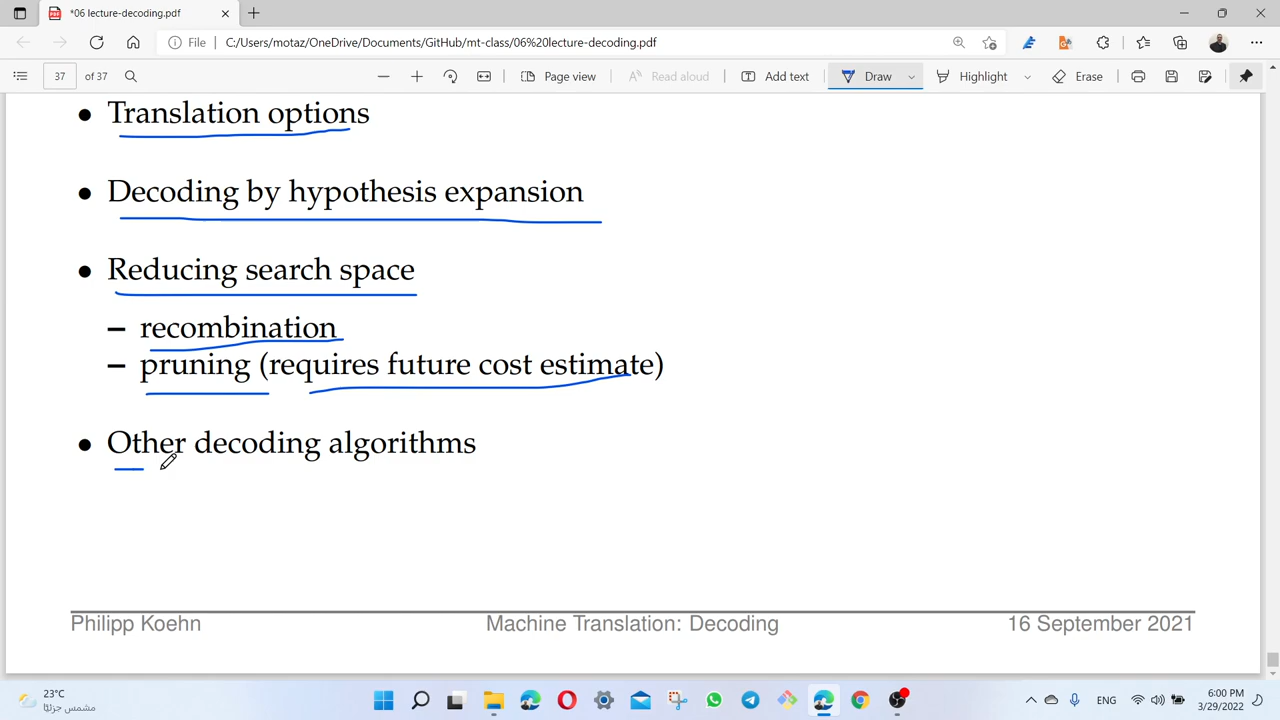 *06 lecture-decoding.pdf
File C:/Users/motaz/OneDrive/Documents/GitHub/mt-class/06%20lecture-decoding.pdf
37 of 37 Page view Read aloud Add text Draw Highlight Erase
• Translation options
• Decoding by hypothesis expansion
• Reducing search space
– recombination
– pruning (requires future cost estimate)
• Other decoding algorithms
Philipp Koehn Machine Translation: Decoding 16 September 2021
23°C
مشمس جزئيًا
ENG
6:00 PM
3/29/2022